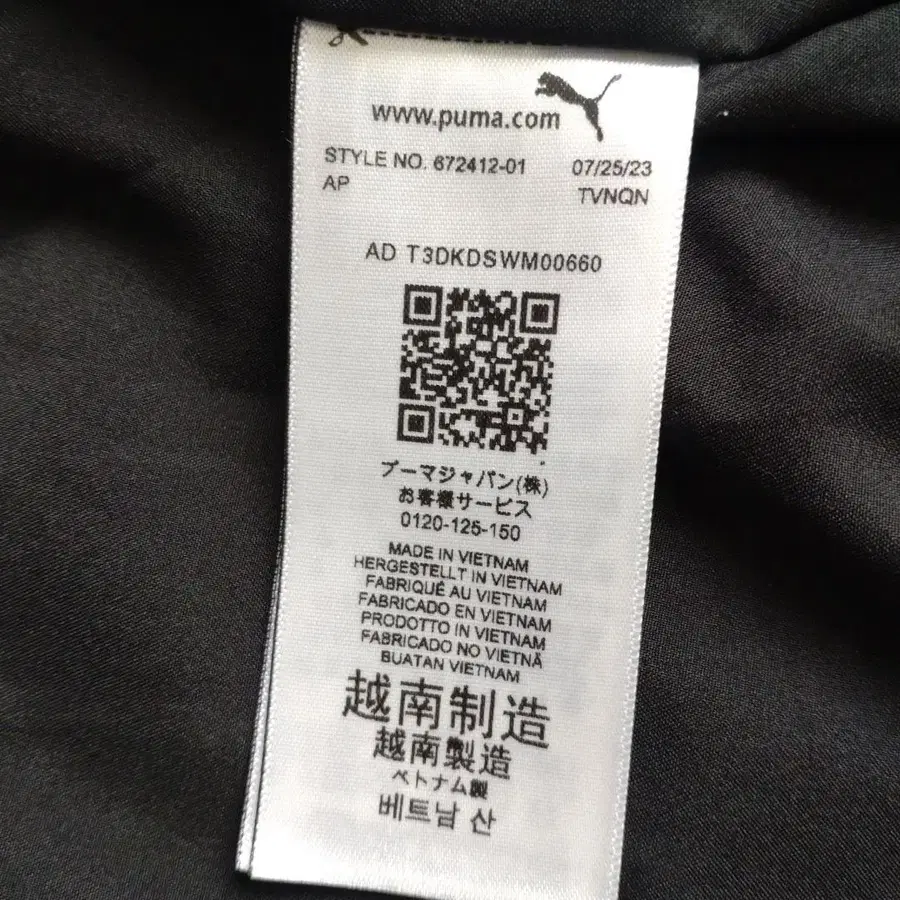 www.puma.com
STYLE NO. 672412-01 07/25/23
AP TVNQN
AD T3DKDSWM00660
プーマジャパン(株)
お客様サービス
0120-125-150
MADE IN VIETNAM
HERGESTELLT IN VIETNAM
FABRIQUÉ AU VIETNAM
FABRICADO EN VIETNAM
PRODOTTO IN VIETNAM
FABRICADO NO VIETNÃ
BUATAN VIETNAM
越南制造
越南製造
ベトナム製
베트남 산